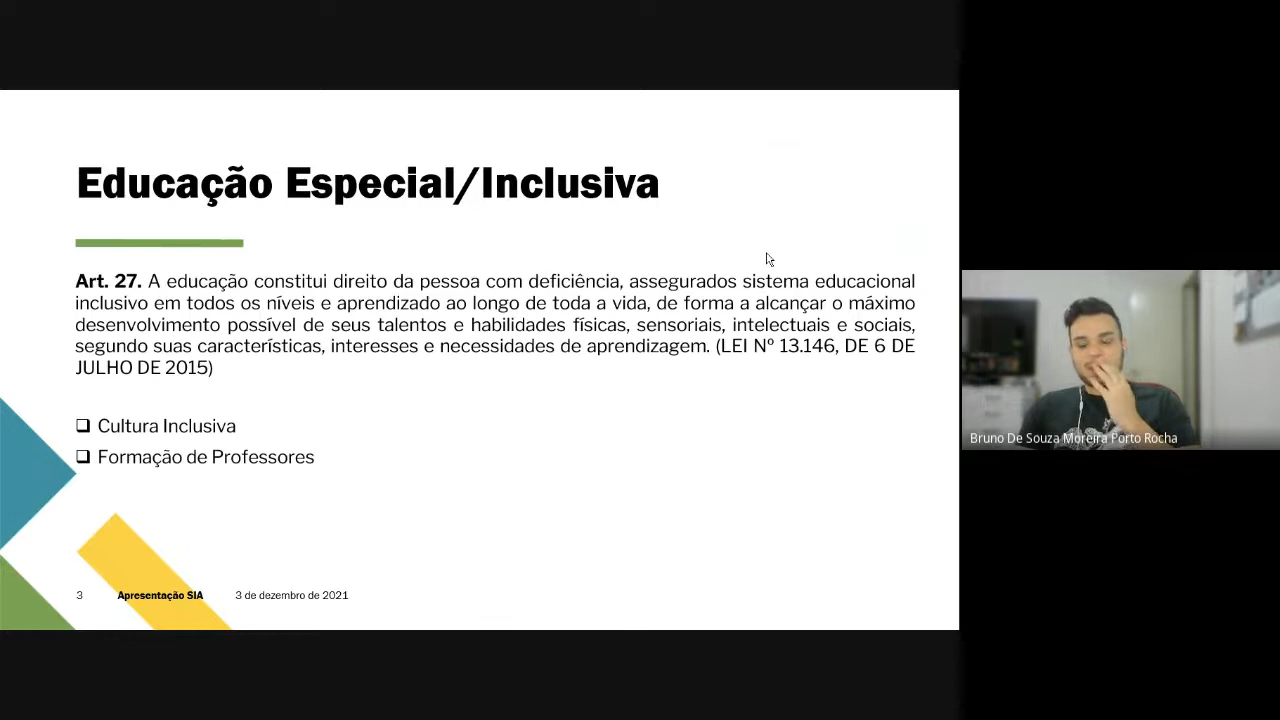 Educação Especial/Inclusiva
Art. 27. A educação constitui direito da pessoa com deficiência, assegurados sistema educacional
inclusivo em todos os níveis e aprendizado ao longo de toda a vida, de forma a alcançar o máximo
desenvolvimento possível de seus talentos e habilidades físicas, sensoriais, intelectuais e sociais,
segundo suas características, interesses e necessidades de aprendizagem. (LEI Nº 13.146, DE 6 DE
JULHO DE 2015)
❑ Cultura Inclusiva
❑ Formação de Professores
3 Apresentação SIA 3 de dezembro de 2021
Bruno De Souza Moreira Porto Rocha